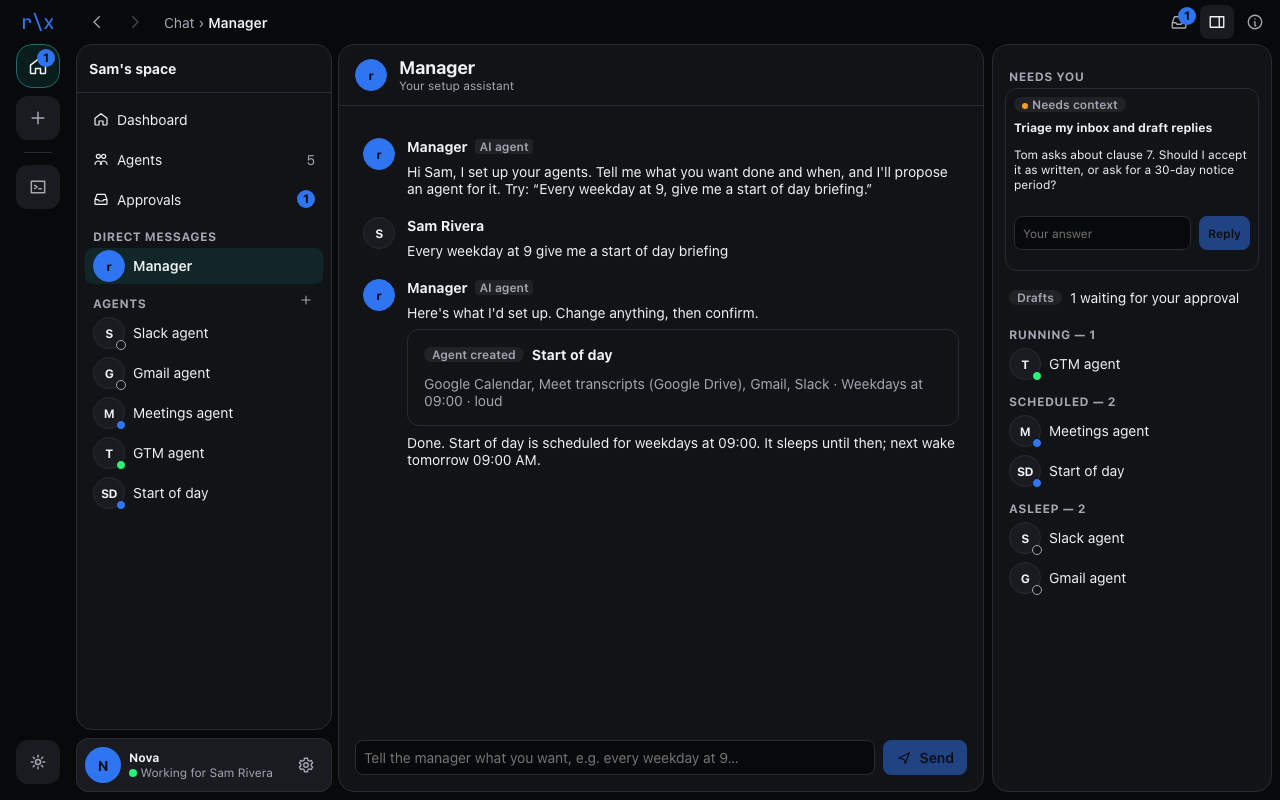 r\x
Chat › Manager
1
1
Sam's space
Dashboard
Agents
5
Approvals
1
DIRECT MESSAGES
r
Manager
AGENTS
S
Slack agent
G
Gmail agent
M
Meetings agent
T
GTM agent
SD
Start of day
N
Nova
Working for Sam Rivera
r
Manager
Your setup assistant
r
Manager AI agent
Hi Sam, I set up your agents. Tell me what you want done and when, and I'll propose
an agent for it. Try: “Every weekday at 9, give me a start of day briefing.”
S
Sam Rivera
Every weekday at 9 give me a start of day briefing
r
Manager AI agent
Here's what I'd set up. Change anything, then confirm.
Agent created Start of day
Google Calendar, Meet transcripts (Google Drive), Gmail, Slack · Weekdays at
09:00 · loud
Done. Start of day is scheduled for weekdays at 09:00. It sleeps until then; next wake
tomorrow 09:00 AM.
Tell the manager what you want, e.g. every weekday at 9…
Send
NEEDS YOU
Needs context
Triage my inbox and draft replies
Tom asks about clause 7. Should I accept
it as written, or ask for a 30-day notice
period?
Your answer
Reply
Drafts 1 waiting for your approval
RUNNING — 1
T
GTM agent
SCHEDULED — 2
M
Meetings agent
SD
Start of day
ASLEEP — 2
S
Slack agent
G
Gmail agent